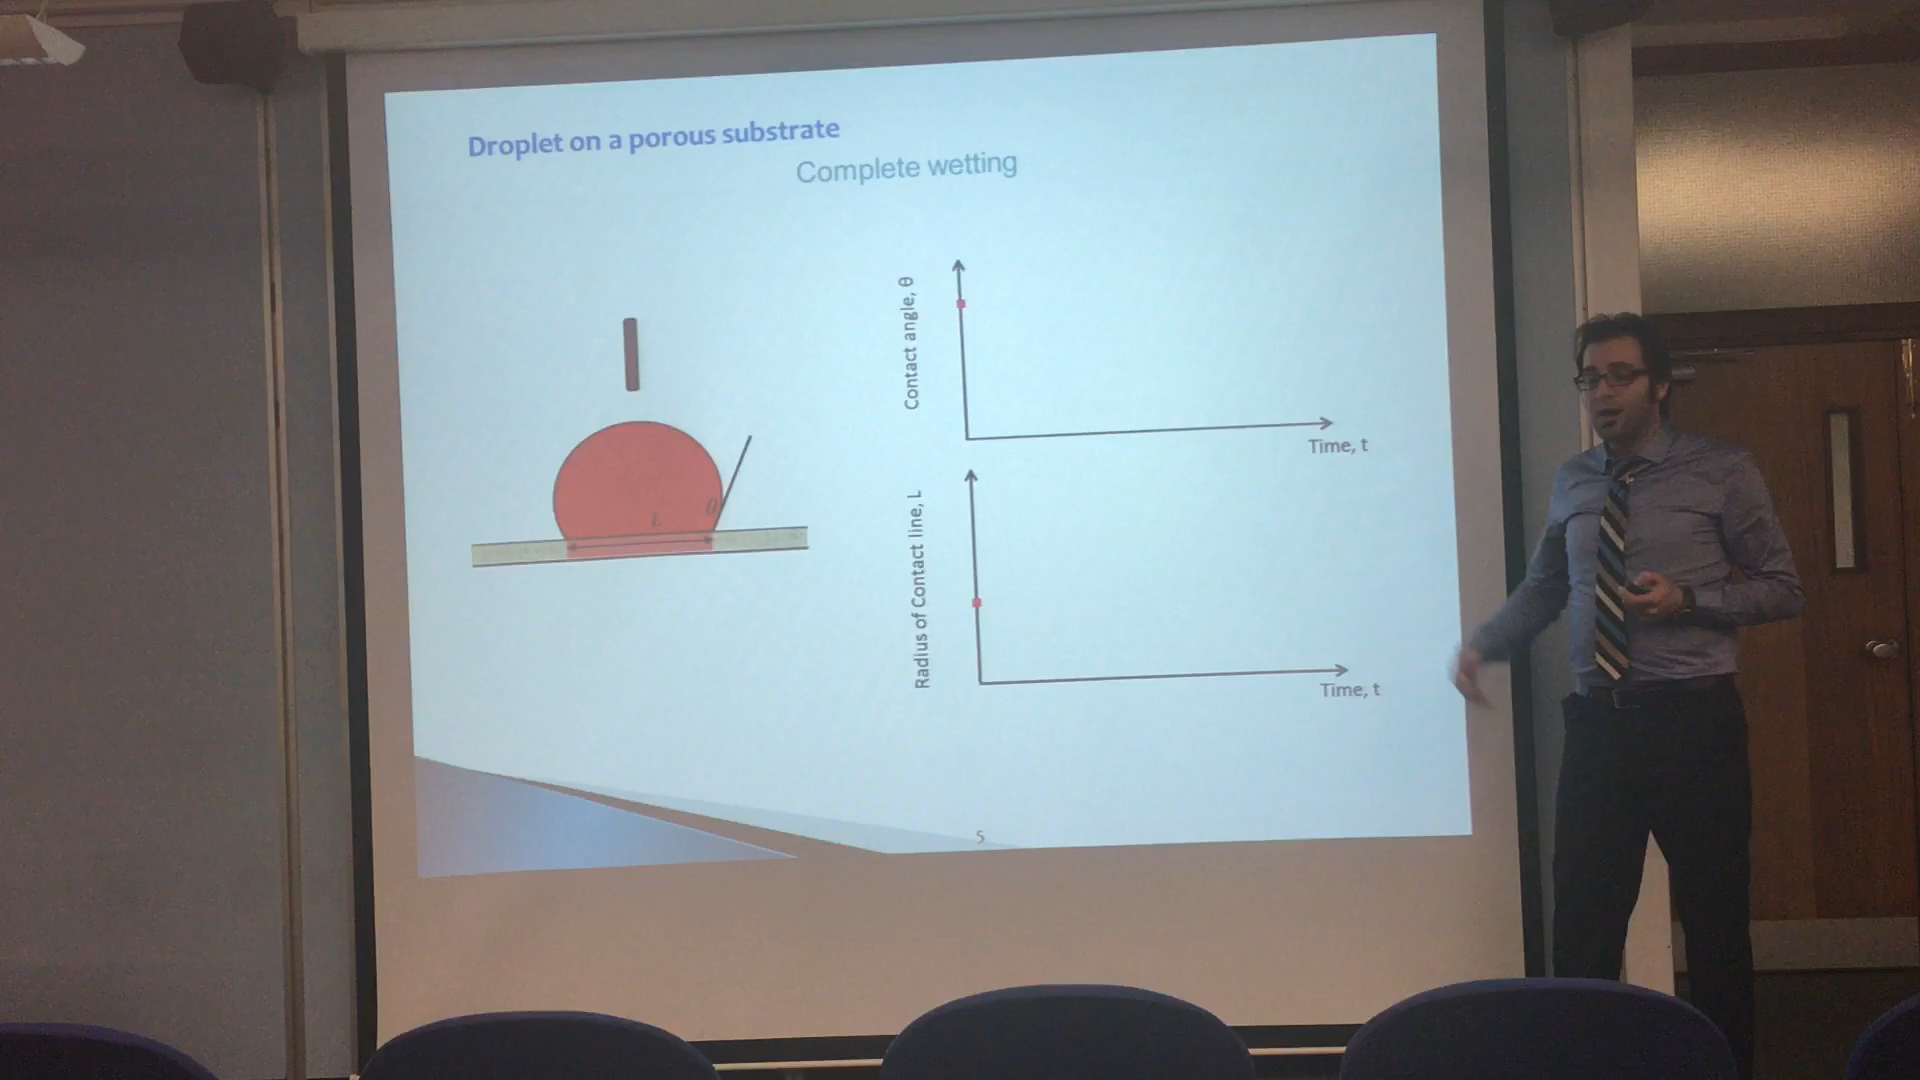 Droplet on a porous substrate
Complete wetting
Contact angle, θ
Time, t
L
θ
Radius of Contact line, L
Time, t
5